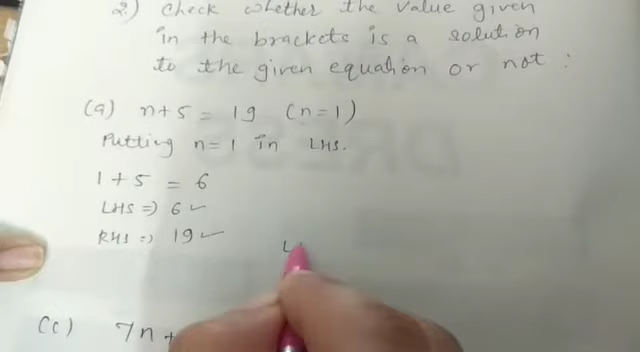 2.) Check whether the value given
in the brackets is a solution
to the given equation or not :
(a) n+5 = 19 (n=1)
Putting n=1 in LHS.
1 + 5 = 6
LHS => 6 ✓
RHS => 19 ✓
L
(c) 7n +